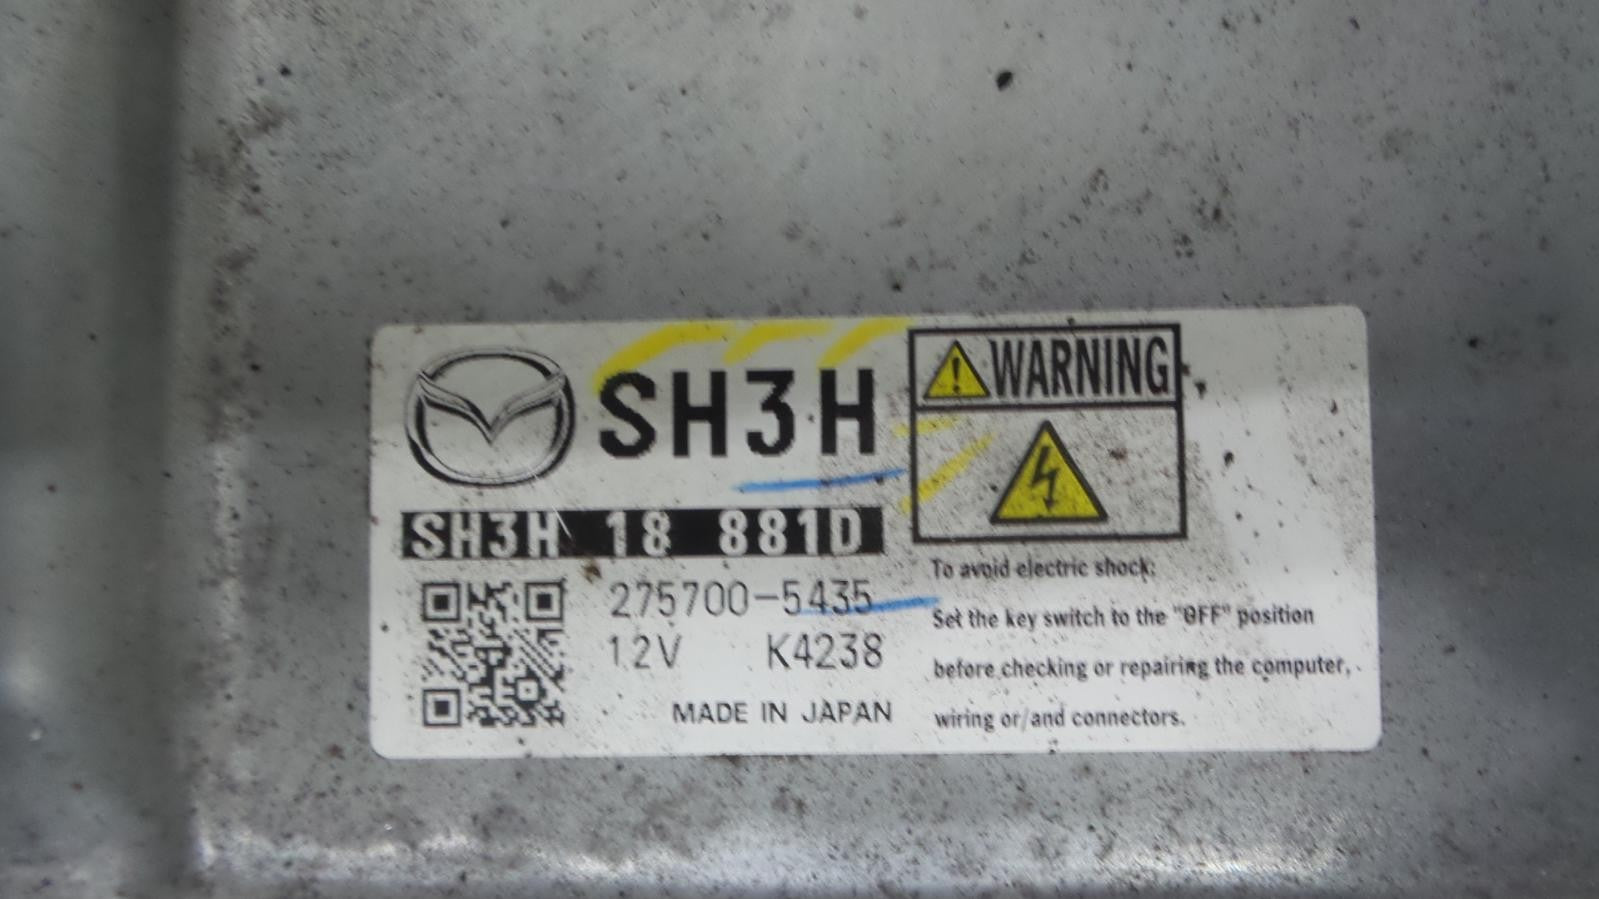 SH3H
SH3H 18 881D
275700-5435
12V K4238
MADE IN JAPAN
WARNING
To avoid electric shock:
Set the key switch to the "OFF" position
before checking or repairing the computer,
wiring or/and connectors.